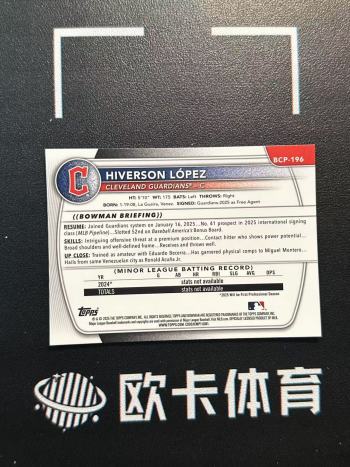 BCP-196
HIVERSON LÓPEZ
CLEVELAND GUARDIANS® – C
HT: 5'10" WT: 175 BATS: Left THROWS: Right
BORN: 1-19-08, La Guaira, Venez. SIGNED: Guardians 2025 as Free Agent
((BOWMAN BRIEFING))
RESUME: Joined Guardians system on January 16, 2025...No. 41 prospect in 2025 international signing
class (MLB Pipeline)...Slotted 52nd on Baseball America's Bonus Board.
SKILLS: Intriguing offensive threat at a premium position... Contact hitter who shows power potential...
Broad shoulders and well-defined frame...Receives and throws well.
UP CLOSE: Trained as amateur with Eduardo Becerra...Has garnered physical comps to Miguel Montero...
Hails from same Venezuelan city as Ronald Acuña Jr.
(MINOR LEAGUE BATTING RECORD)
YR G AB HR RBI SLG OPS
2024* stats not available
TOTALS stats not available
*2025 Will be First Professional Season
Topps
欧卡体育